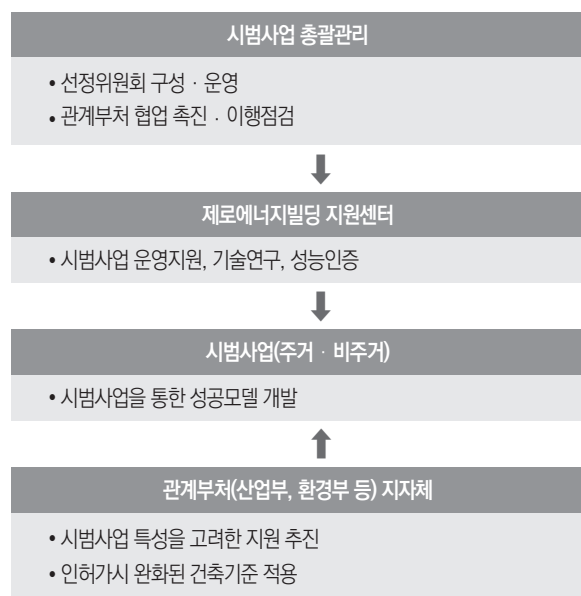 시범사업 총괄관리
• 선정위원회 구성 · 운영
• 관계부처 협업 촉진 · 이행점검
제로에너지빌딩 지원센터
• 시범사업 운영지원, 기술연구, 성능인증
시범사업(주거 · 비주거)
• 시범사업을 통한 성공모델 개발
관계부처(산업부, 환경부 등) 지자체
• 시범사업 특성을 고려한 지원 추진
• 인허가시 완화된 건축기준 적용